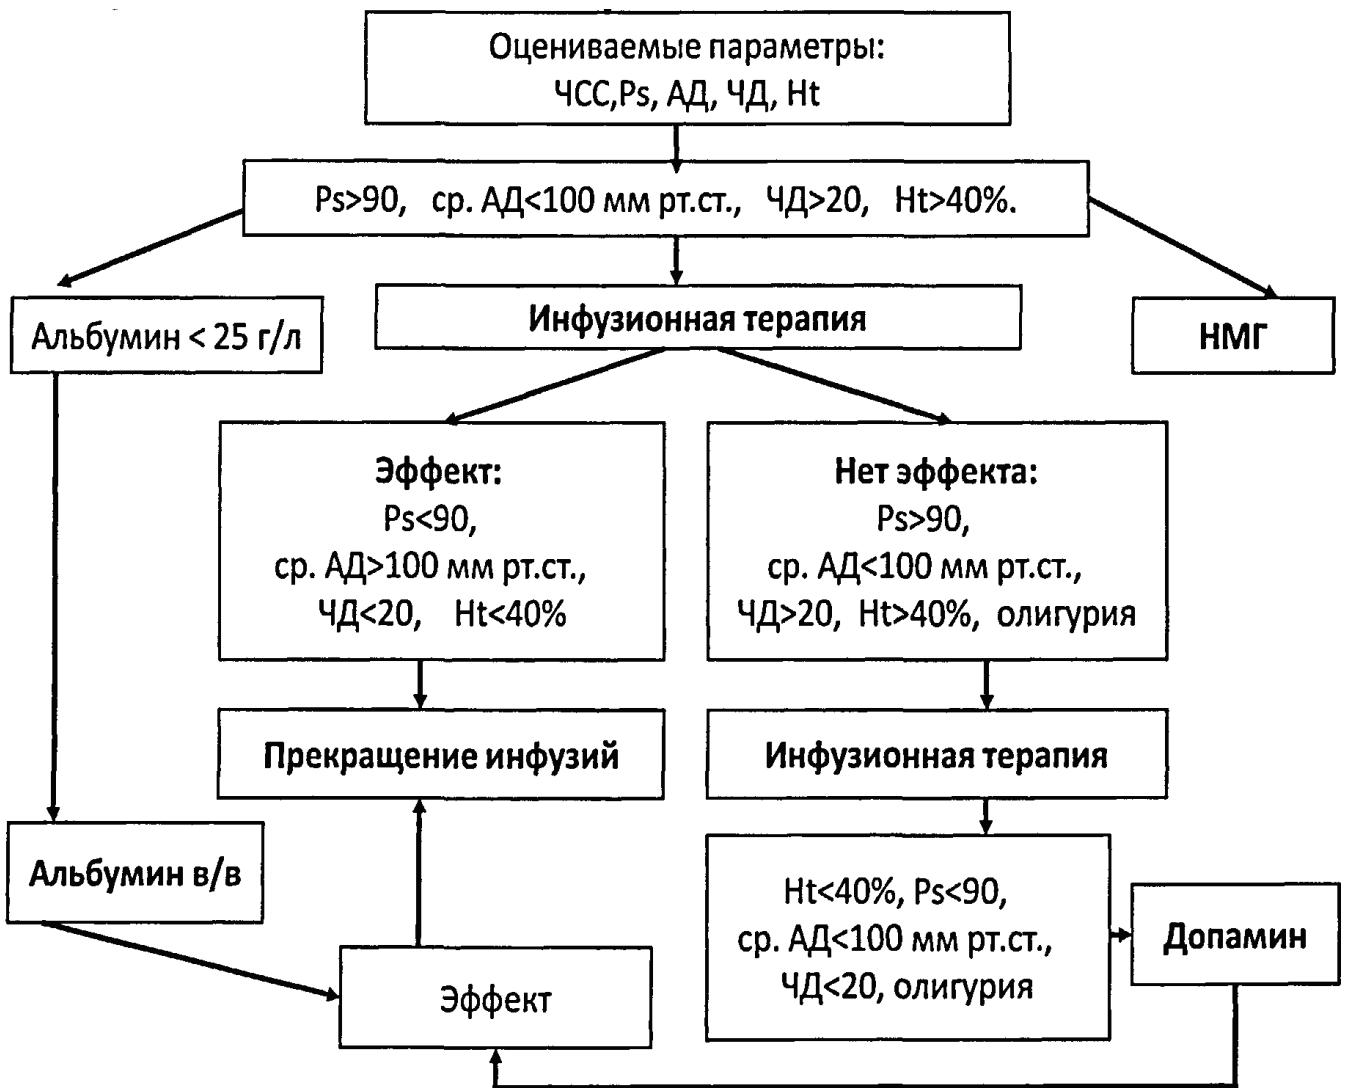 Оцениваемые параметры:
ЧСС,Ps, АД, ЧД, Ht
Ps>90, ср. АД<100 мм рт.ст., ЧД>20, Ht>40%.
Альбумин < 25 г/л
Инфузионная терапия
НМГ
Эффект:
Ps<90,
ср. АД>100 мм рт.ст.,
ЧД<20, Ht<40%
Нет эффекта:
Ps>90,
ср. АД<100 мм рт.ст.,
ЧД>20, Ht>40%, олигурия
Прекращение инфузий
Инфузионная терапия
Альбумин в/в
Эффект
Ht<40%, Ps<90,
ср. АД<100 мм рт.ст.,
ЧД<20, олигурия
Допамин